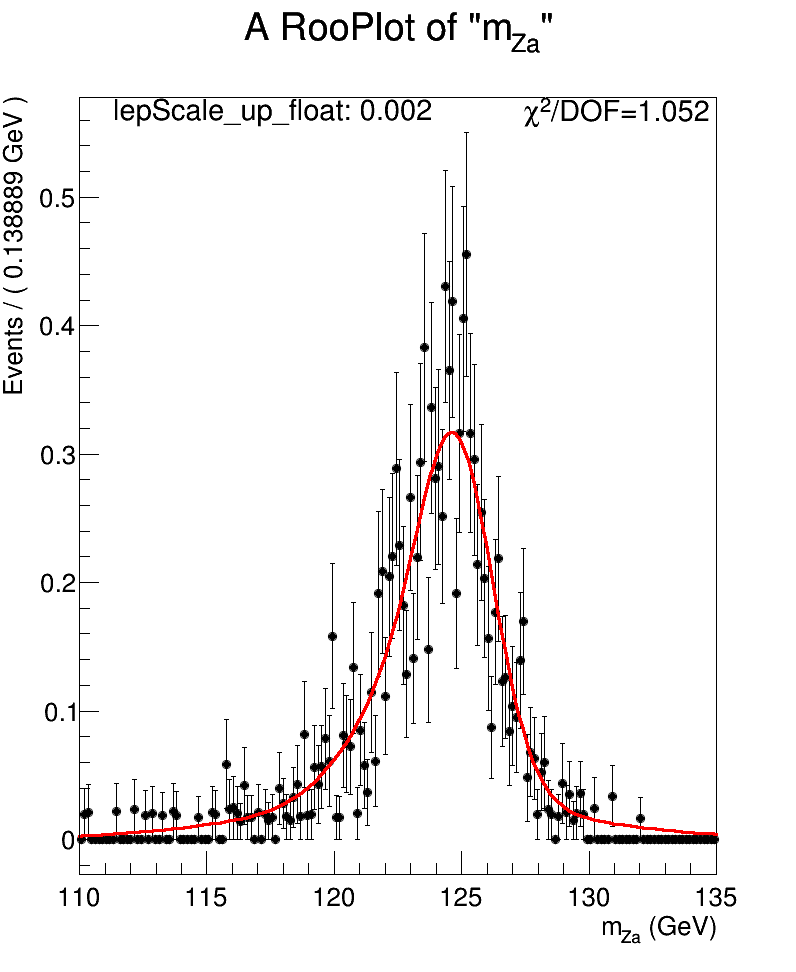 A RooPlot of "m_Za"
lepScale_up_float: 0.002
χ²/DOF=1.052
Events / ( 0.138889 GeV )
0.5
0.4
0.3
0.2
0.1
0
110 115 120 125 130 135
m_Za (GeV)